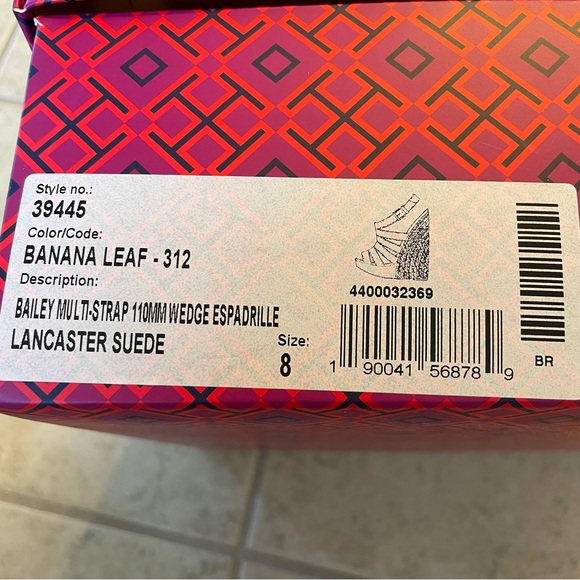 Style no.:
39445
Color/Code:
BANANA LEAF - 312
Description:
BAILEY MULTI-STRAP 110MM WEDGE ESPADRILLE
LANCASTER SUEDE
Size:
8
4400032369
1 90041 56878 9
BR